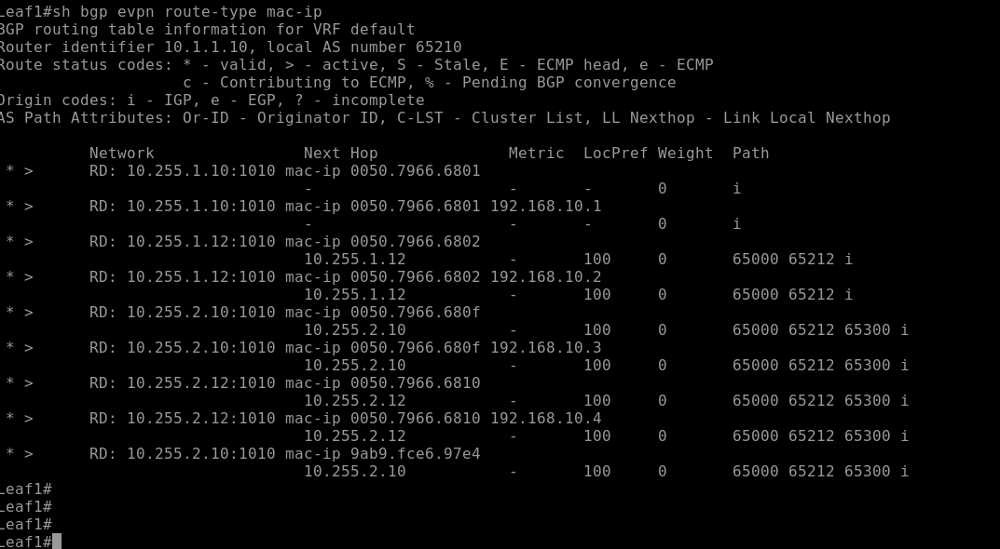 Leaf1#sh bgp evpn route-type mac-ip
BGP routing table information for VRF default
Router identifier 10.1.1.10, local AS number 65210
Route status codes: * - valid, > - active, S - Stale, E - ECMP head, e - ECMP
                    c - Contributing to ECMP, % - Pending BGP convergence
Origin codes: i - IGP, e - EGP, ? - incomplete
AS Path Attributes: Or-ID - Originator ID, C-LST - Cluster List, LL Nexthop - Link Local Nexthop

          Network                Next Hop              Metric  LocPref Weight  Path
 * >      RD: 10.255.1.10:1010 mac-ip 0050.7966.6801
                                 -                     -       -       0       i
 * >      RD: 10.255.1.10:1010 mac-ip 0050.7966.6801 192.168.10.1
                                 -                     -       -       0       i
 * >      RD: 10.255.1.12:1010 mac-ip 0050.7966.6802
                                 10.255.1.12           -       100     0       65000 65212 i
 * >      RD: 10.255.1.12:1010 mac-ip 0050.7966.6802 192.168.10.2
                                 10.255.1.12           -       100     0       65000 65212 i
 * >      RD: 10.255.2.10:1010 mac-ip 0050.7966.680f
                                 10.255.2.10           -       100     0       65000 65212 65300 i
 * >      RD: 10.255.2.10:1010 mac-ip 0050.7966.680f 192.168.10.3
                                 10.255.2.10           -       100     0       65000 65212 65300 i
 * >      RD: 10.255.2.12:1010 mac-ip 0050.7966.6810
                                 10.255.2.12           -       100     0       65000 65212 65300 i
 * >      RD: 10.255.2.12:1010 mac-ip 0050.7966.6810 192.168.10.4
                                 10.255.2.12           -       100     0       65000 65212 65300 i
 * >      RD: 10.255.2.10:1010 mac-ip 9ab9.fce6.97e4
                                 10.255.2.10           -       100     0       65000 65212 65300 i
Leaf1#
Leaf1#
Leaf1#
Leaf1#